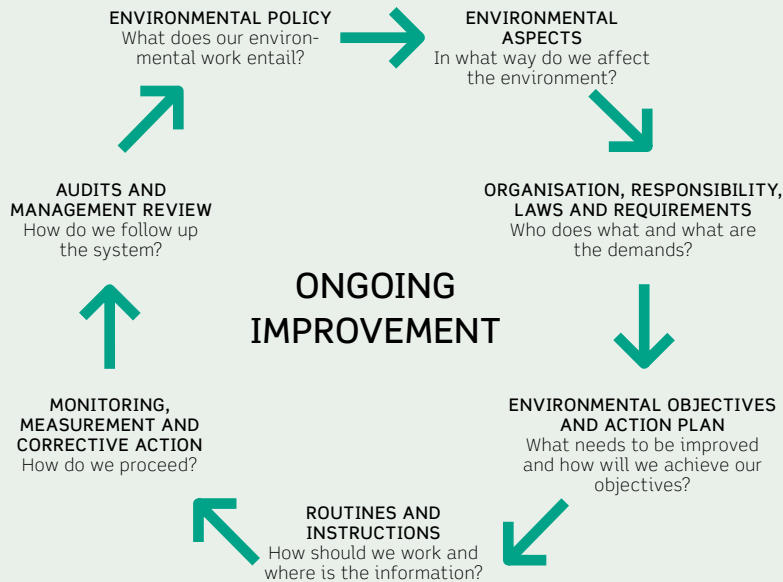 ENVIRONMENTAL POLICY
What does our environ-
mental work entail?
ENVIRONMENTAL
ASPECTS
In what way do we affect
the environment?
ORGANISATION, RESPONSIBILITY,
LAWS AND REQUIREMENTS
Who does what and what are
the demands?
ENVIRONMENTAL OBJECTIVES
AND ACTION PLAN
What needs to be improved
and how will we achieve our
objectives?
ROUTINES AND
INSTRUCTIONS
How should we work and
where is the information?
MONITORING,
MEASUREMENT AND
CORRECTIVE ACTION
How do we proceed?
AUDITS AND
MANAGEMENT REVIEW
How do we follow up
the system?
ONGOING
IMPROVEMENT